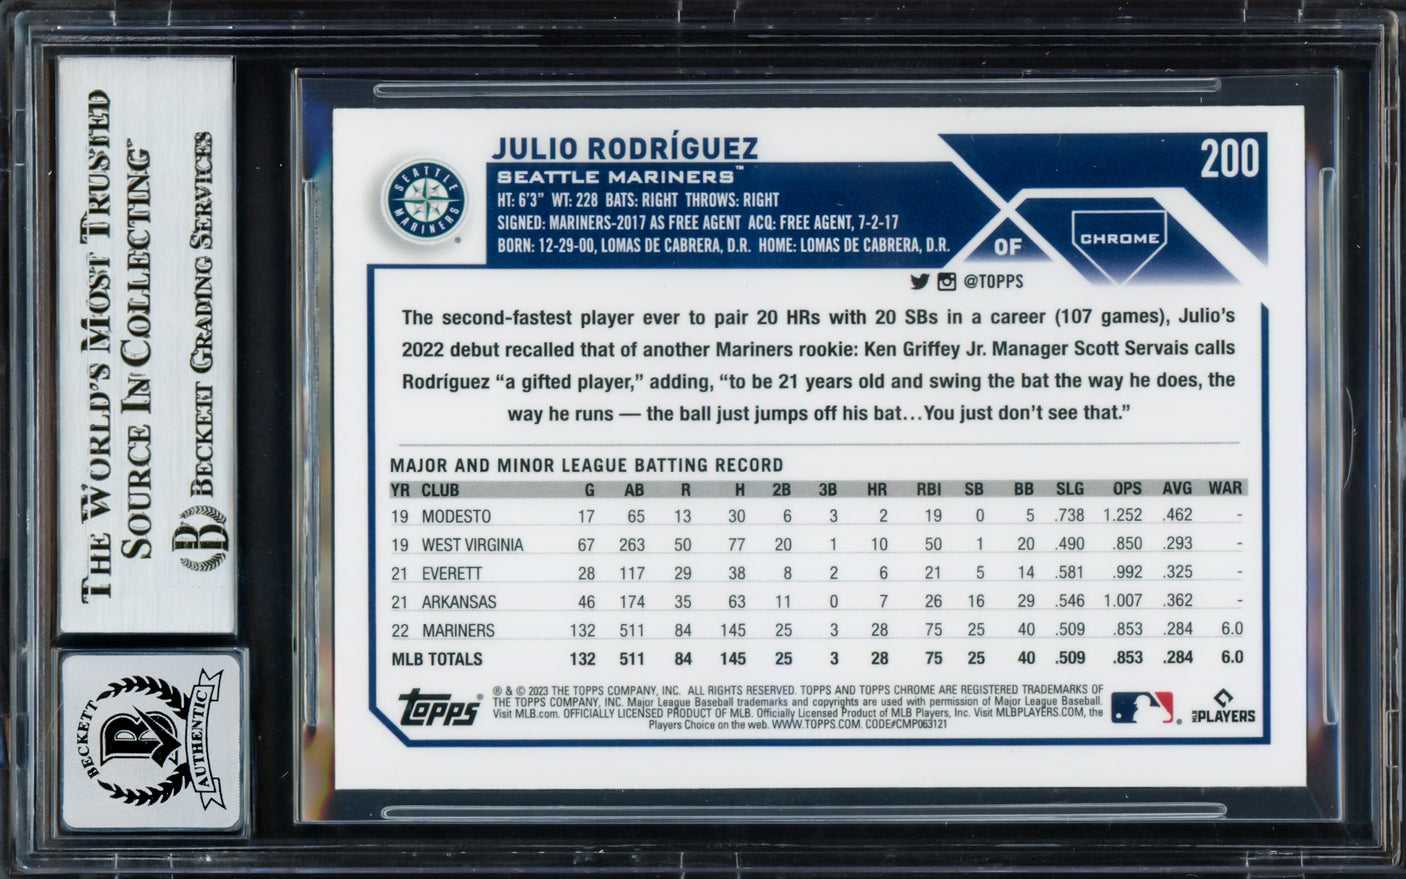 THE WORLD'S MOST TRUSTED
SOURCE IN COLLECTING™
BECKETT GRADING SERVICES
BECKETT
AUTHENTIC
JULIO RODRÍGUEZ
200
SEATTLE MARINERS™
SEATTLE
MARINERS
®
HT: 6'3" WT: 228 BATS: RIGHT THROWS: RIGHT
SIGNED: MARINERS-2017 AS FREE AGENT ACQ: FREE AGENT, 7-2-17
BORN: 12-29-00, LOMAS DE CABRERA, D.R. HOME: LOMAS DE CABRERA, D.R.
OF
CHROME
@TOPPS
The second-fastest player ever to pair 20 HRs with 20 SBs in a career (107 games), Julio's
2022 debut recalled that of another Mariners rookie: Ken Griffey Jr. Manager Scott Servais calls
Rodríguez “a gifted player,” adding, “to be 21 years old and swing the bat the way he does, the
way he runs — the ball just jumps off his bat…You just don't see that.”
MAJOR AND MINOR LEAGUE BATTING RECORD
YR CLUB G AB R H 2B 3B HR RBI SB BB SLG OPS AVG WAR
19 MODESTO 17 65 13 30 6 3 2 19 0 5 .738 1.252 .462 -
19 WEST VIRGINIA 67 263 50 77 20 1 10 50 1 20 .490 .850 .293 -
21 EVERETT 28 117 29 38 8 2 6 21 5 14 .581 .992 .325 -
21 ARKANSAS 46 174 35 63 11 0 7 26 16 29 .546 1.007 .362 -
22 MARINERS 132 511 84 145 25 3 28 75 25 40 .509 .853 .284 6.0
MLB TOTALS 132 511 84 145 25 3 28 75 25 40 .509 .853 .284 6.0
Topps®
® & © 2023 THE TOPPS COMPANY, INC. ALL RIGHTS RESERVED. TOPPS AND TOPPS CHROME ARE REGISTERED TRADEMARKS OF
THE TOPPS COMPANY, INC. Major League Baseball trademarks and copyrights are used with permission of Major League Baseball.
Visit MLB.com. OFFICIALLY LICENSED PRODUCT OF MLB. Officially Licensed Product of MLB Players, Inc. Visit MLBPLAYERS.COM, the
Players Choice on the web. WWW.TOPPS.COM. CODE#CMP063121
®
MLB PLAYERS